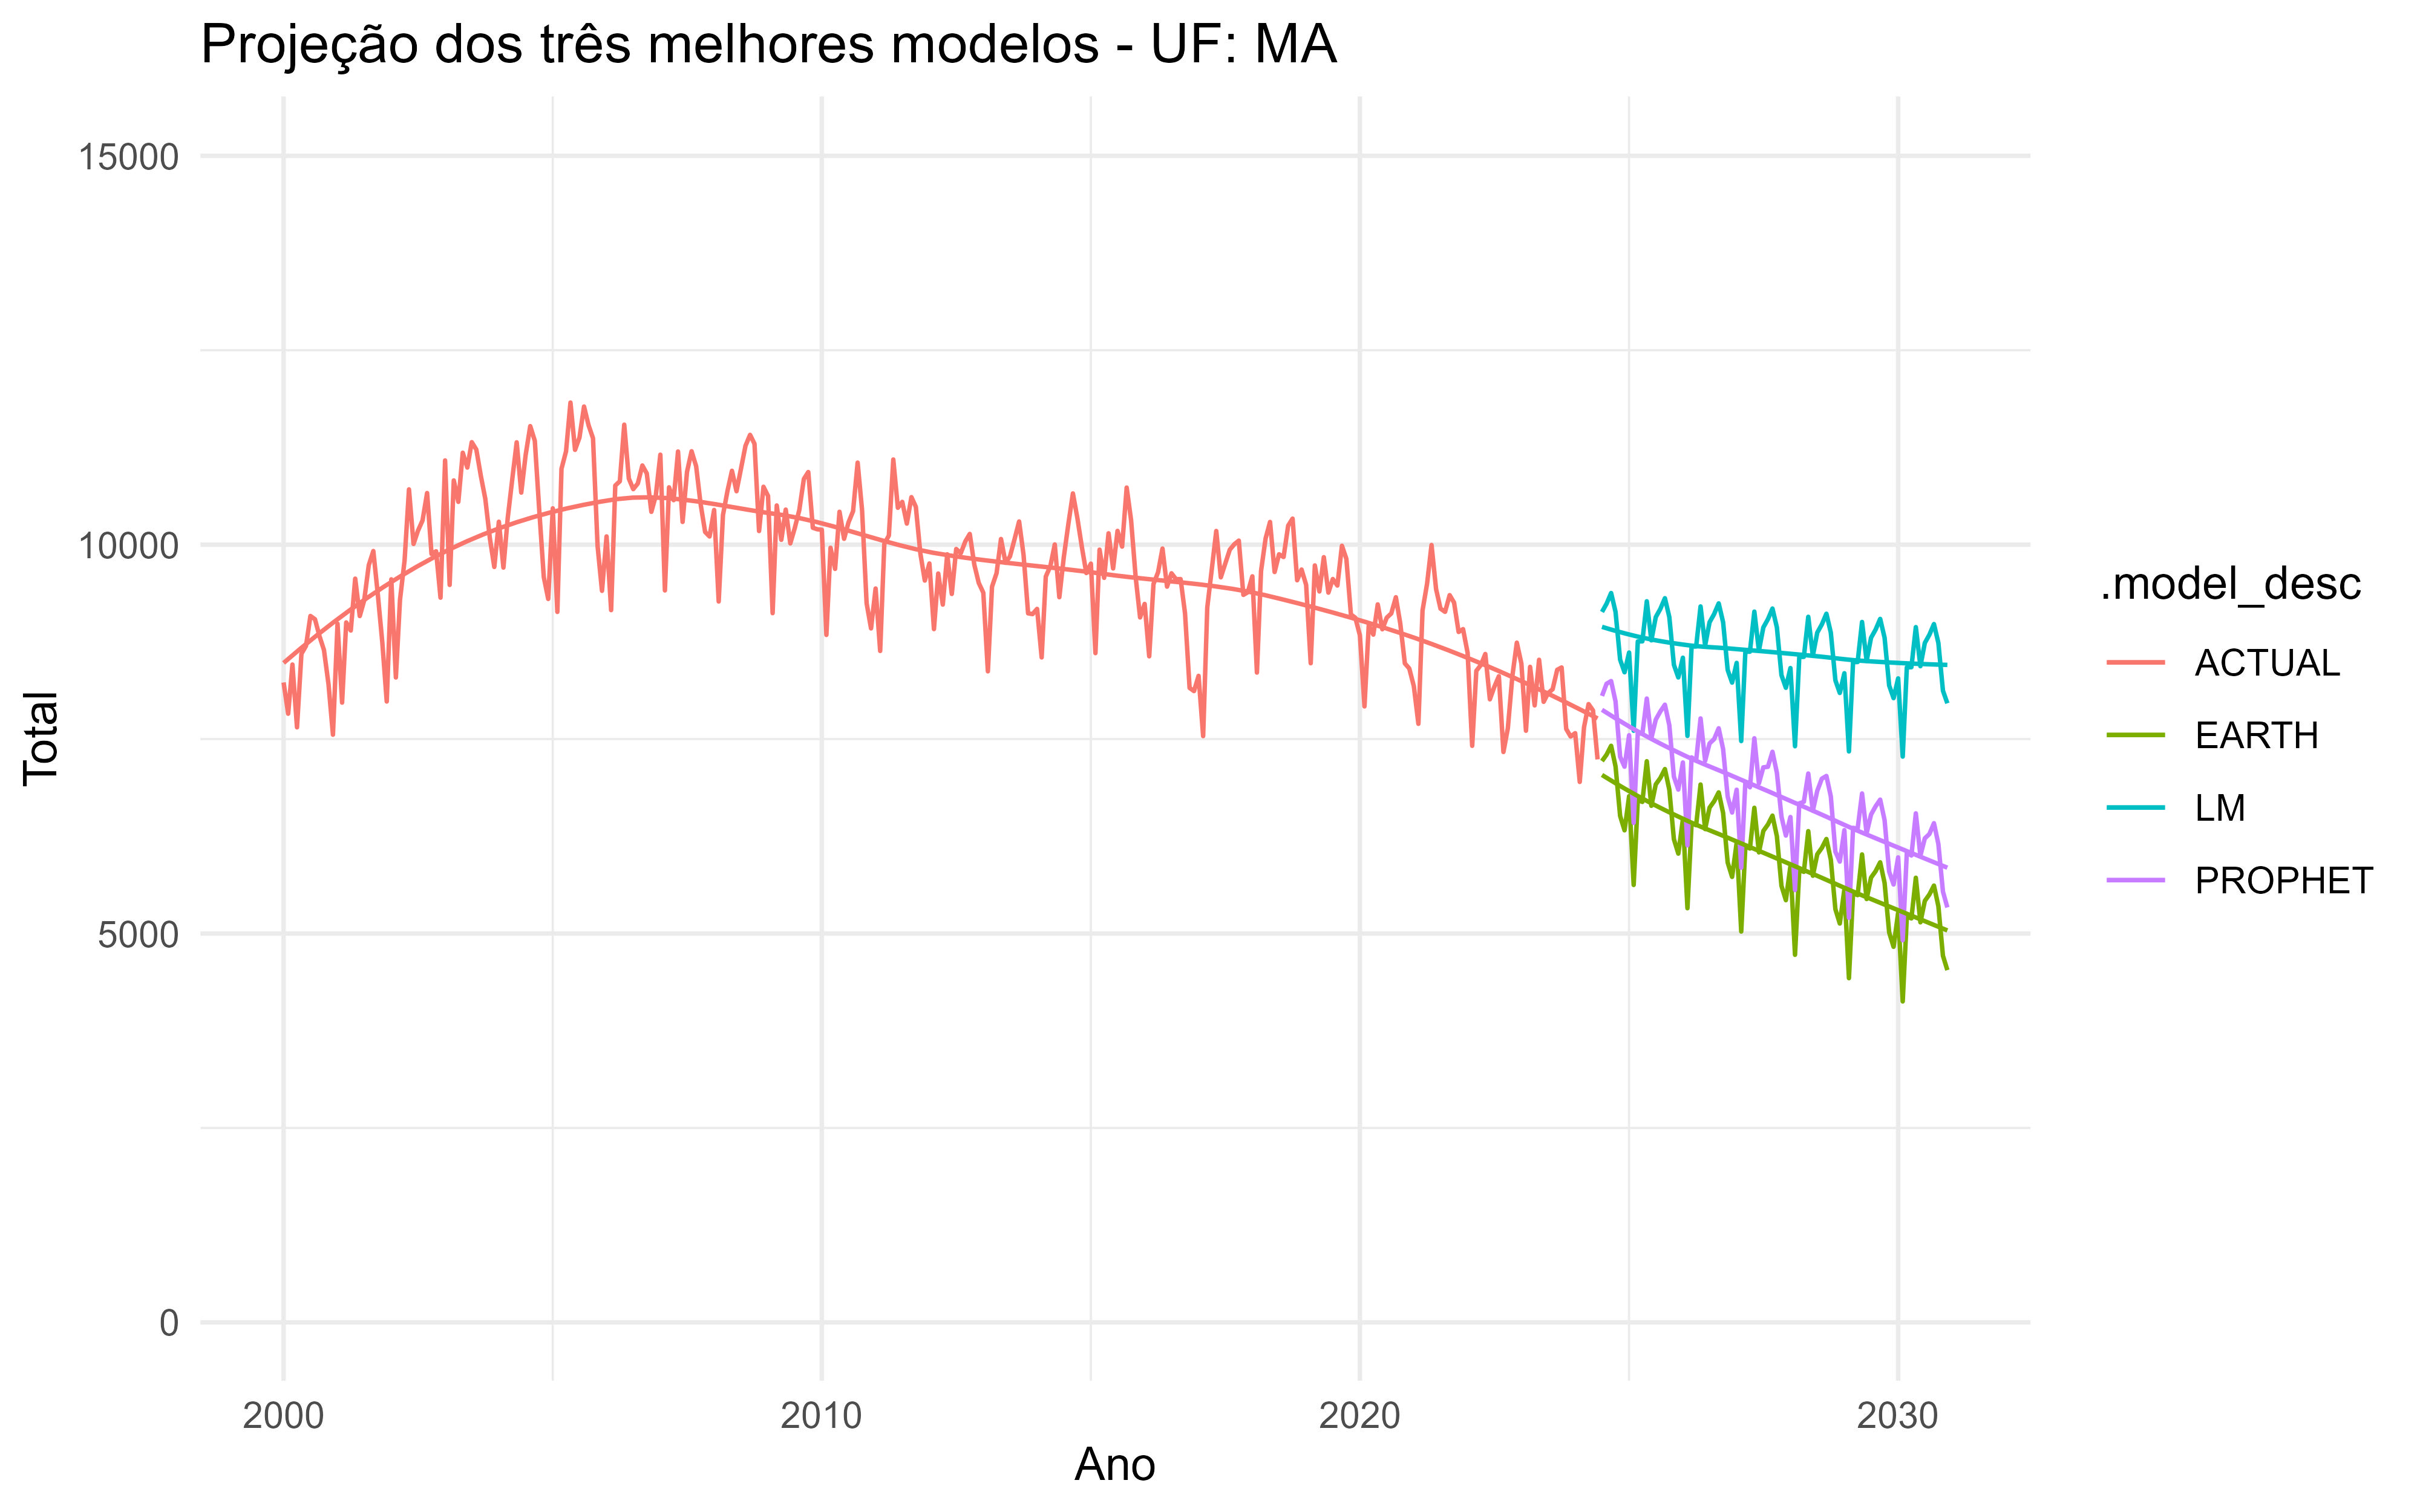 Projeção dos três melhores modelos - UF: MA
15000
10000
5000
0
Total
2000
2010
2020
2030
Ano
.model_desc
ACTUAL
EARTH
LM
PROPHET